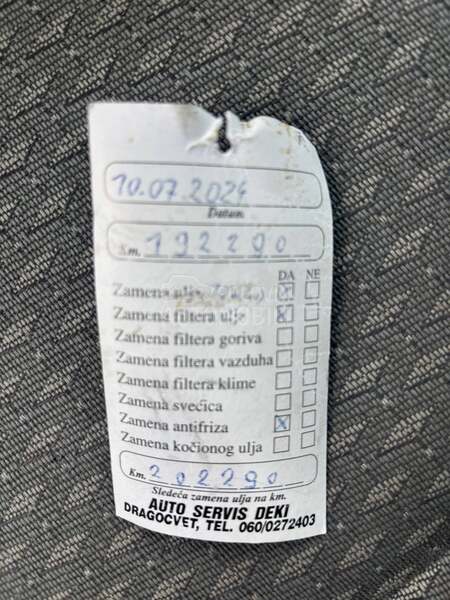 10.07.2024
Datum
Km. 192290
DA NE
Zamena ulja
Zamena filtera ulja X
Zamena filtera goriva
Zamena filtera vazduha
Zamena filtera klime
Zamena svećica
Zamena antifriza X
Zamena kočionog ulja
Km. 202290
Sledeća zamena ulja na km.
AUTO SERVIS DEKI
DRAGOCVET, TEL. 060/0272403